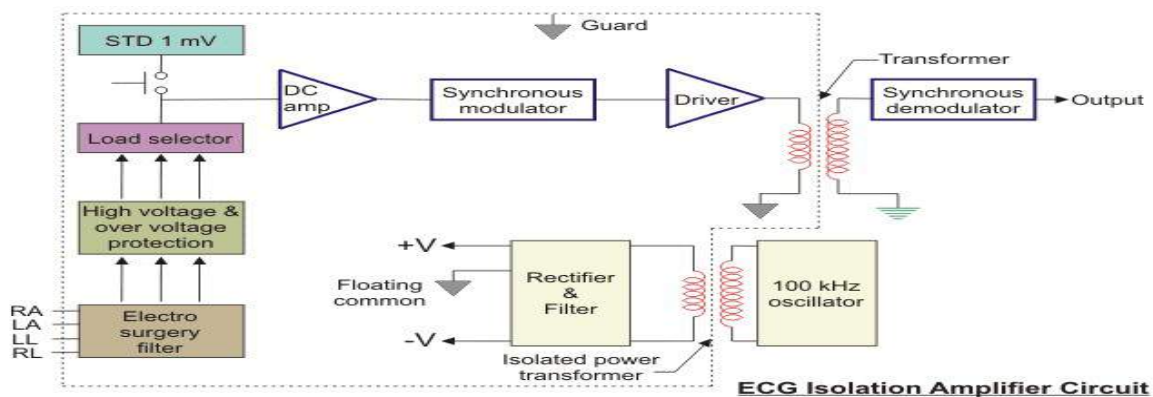 Guard
STD 1 mV
Transformer
DC
amp
Synchronous
modulator
Driver
Synchronous
demodulator
Output
Load selector
High voltage &
over voltage
protection
+V
Floating
common
-V
Rectifier
&
Filter
100 kHz
oscillator
RA
LA
LL
RL
Electro
surgery
filter
Isolated power
transformer
ECG Isolation Amplifier Circuit